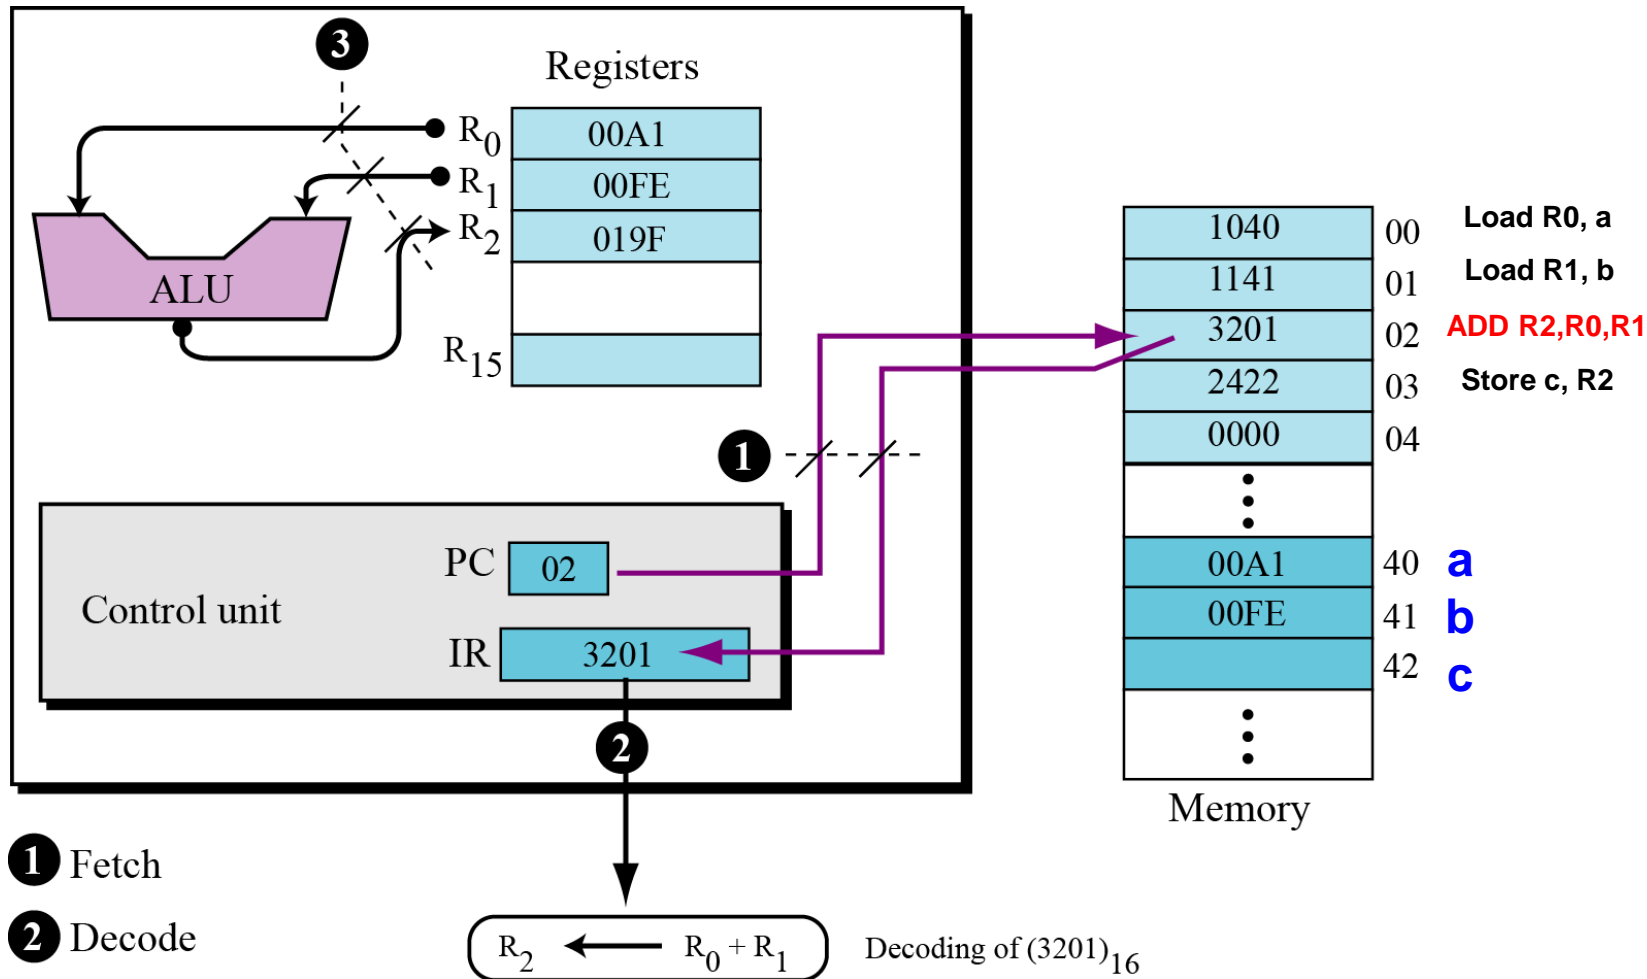 3
Registers
R0 00A1
R1 00FE
R2 019F
R15
ALU
1040 00 Load R0, a
1141 01 Load R1, b
3201 02 ADD R2,R0,R1
2422 03 Store c, R2
0000 04
00A1 40 a
00FE 41 b
42 c
Memory
1
Control unit
PC 02
IR 3201
2
1 Fetch
2 Decode
R2 ← R0 + R1
Decoding of (3201)16